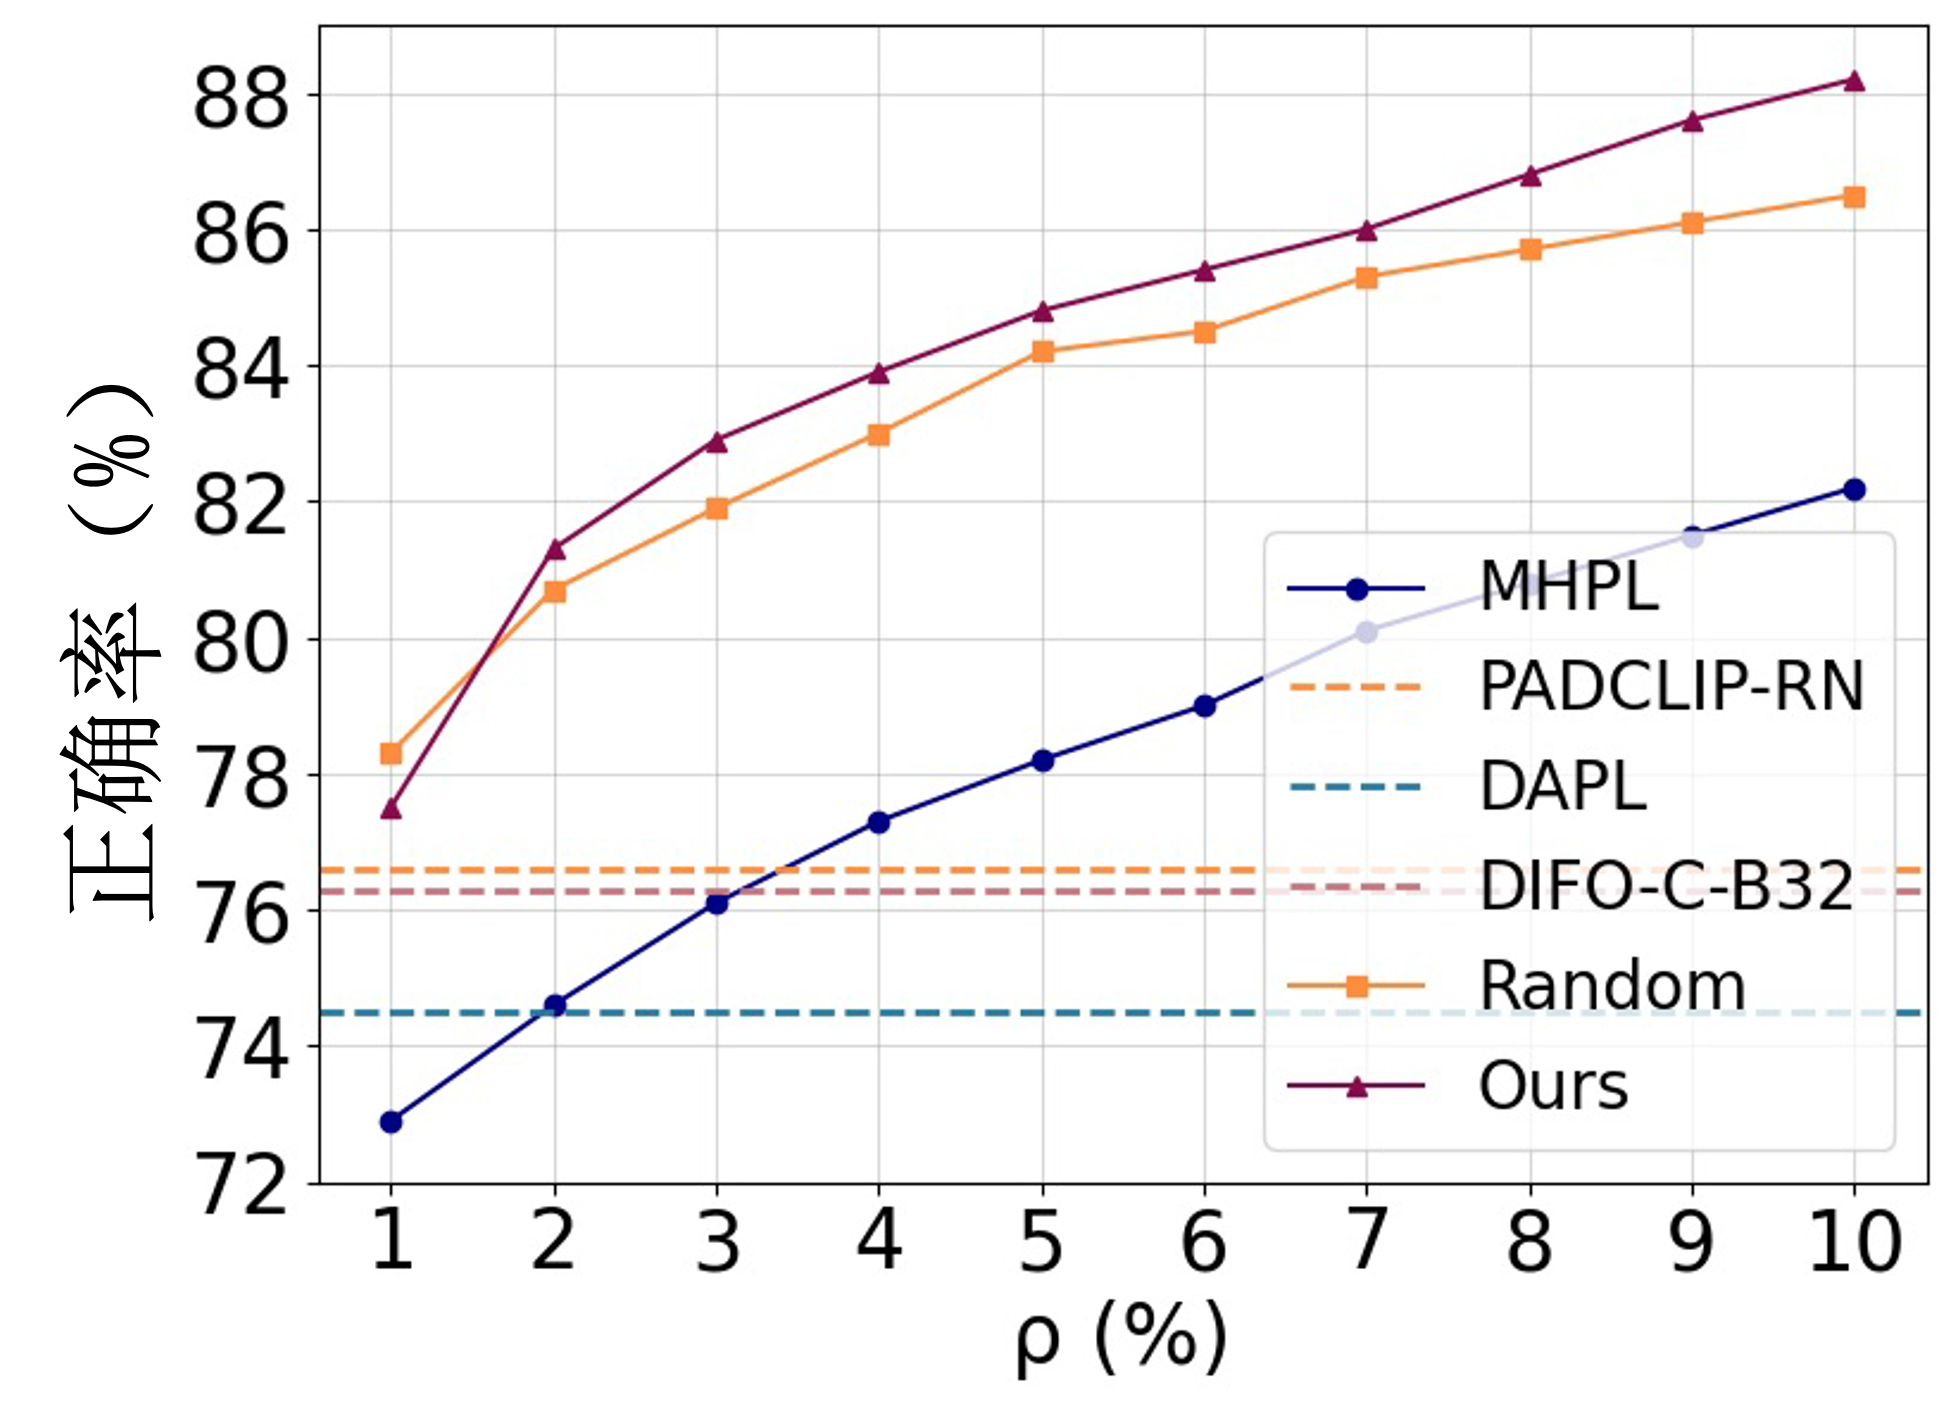 正确率（%）
88
86
84
82
80
78
76
74
72
MHPL
PADCLIP-RN
DAPL
DIFO-C-B32
Random
Ours
1 2 3 4 5 6 7 8 9 10
ρ (%)